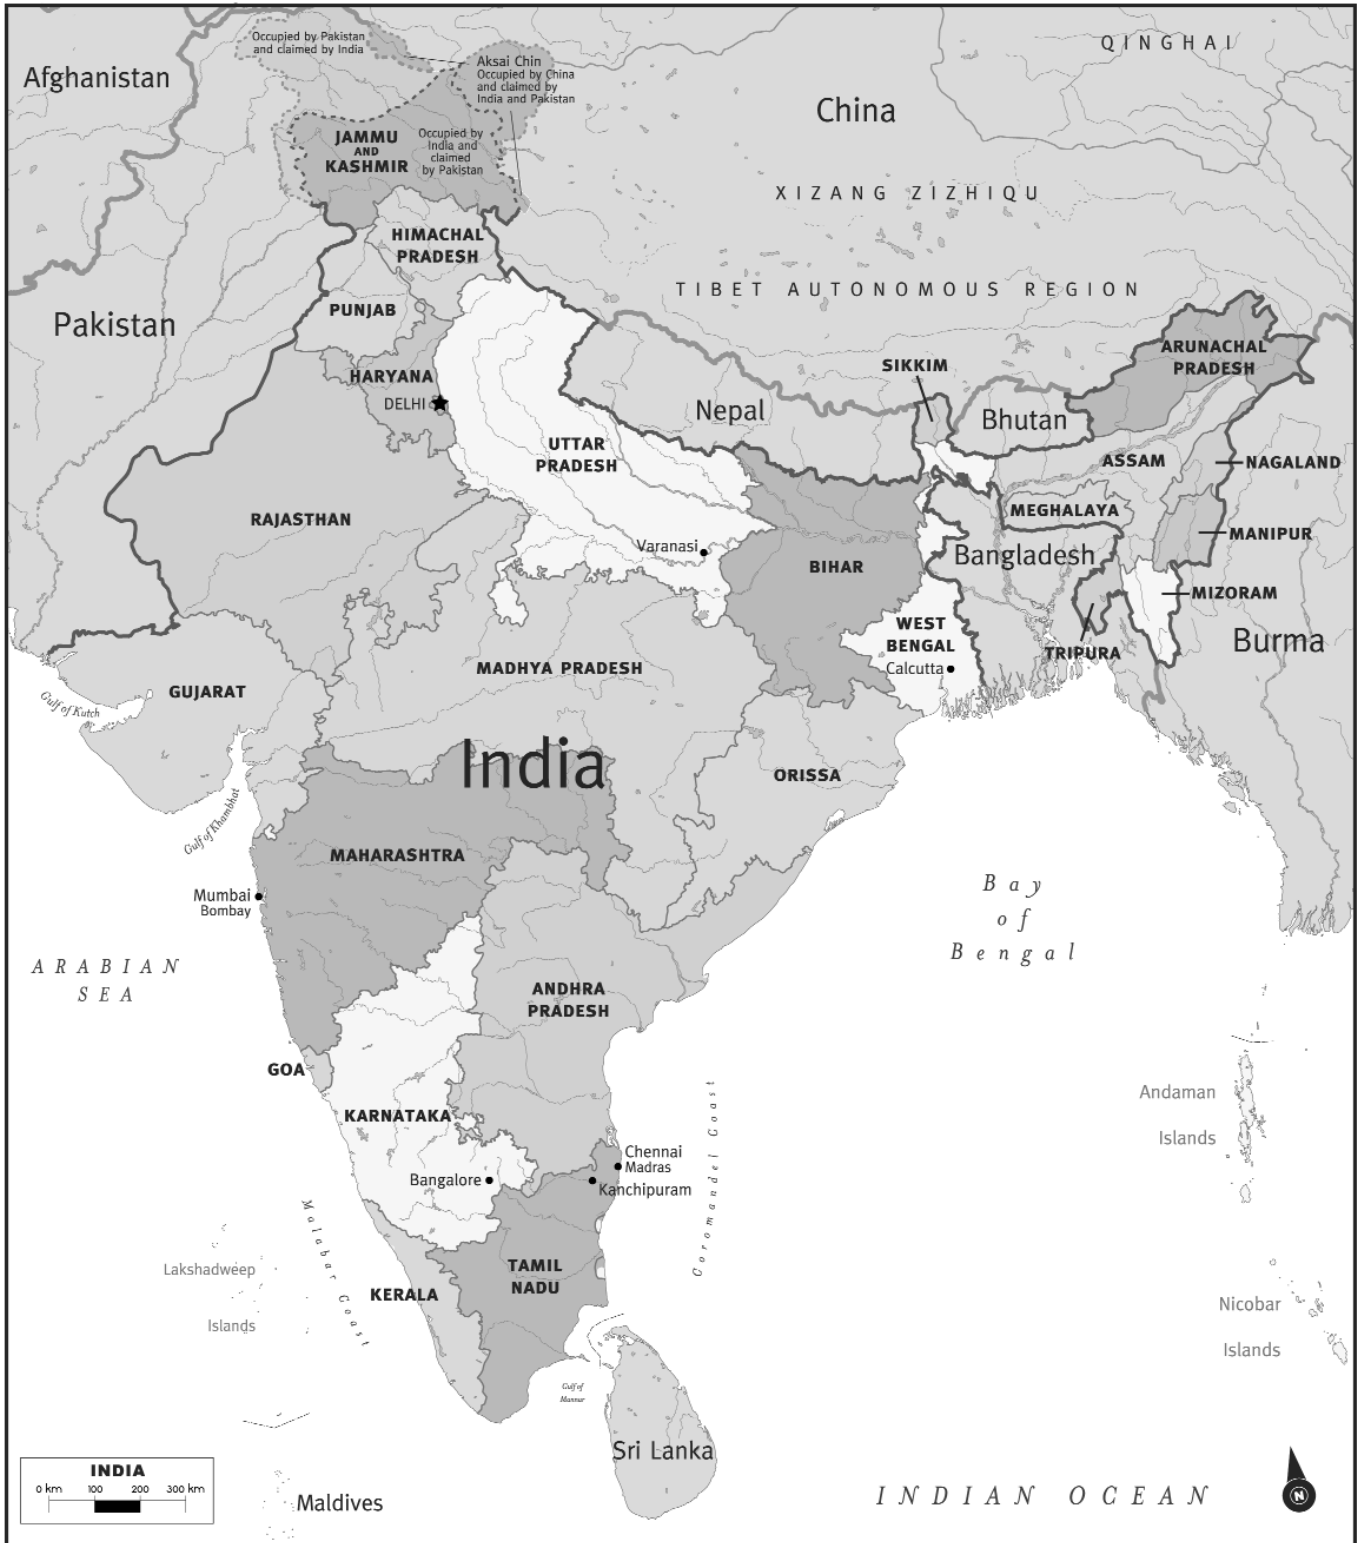 Occupied by Pakistan
and claimed by India
Aksai Chin
Occupied by China
and claimed by
India and Pakistan
QINGHAI
Afghanistan
China
JAMMU
AND
KASHMIR
Occupied by
India and
claimed
by Pakistan
XIZANG ZIZHIQU
HIMACHAL
PRADESH
TIBET AUTONOMOUS REGION
PUNJAB
Pakistan
ARUNACHAL
PRADESH
SIKKIM
HARYANA
DELHI
Nepal
Bhutan
UTTAR
PRADESH
ASSAM
NAGALAND
RAJASTHAN
MEGHALAYA
MANIPUR
Varanasi
BIHAR
Bangladesh
MIZORAM
WEST
BENGAL
Calcutta
TRIPURA
Burma
MADHYA PRADESH
GUJARAT
Gulf of Kutch
India
ORISSA
Gulf of Khambhat
MAHARASHTRA
Mumbai
Bombay
Bay
of
Bengal
ARABIAN
SEA
ANDHRA
PRADESH
GOA
KARNATAKA
Andaman
Islands
Coromandel Coast
Chennai
Madras
Bangalore
Kanchipuram
Malabar Coast
Lakshadweep
Islands
TAMIL
NADU
KERALA
Nicobar
Islands
Gulf of
Mannar
Sri Lanka
INDIA
0 km 100 200 300 km
Maldives
INDIAN OCEAN
N